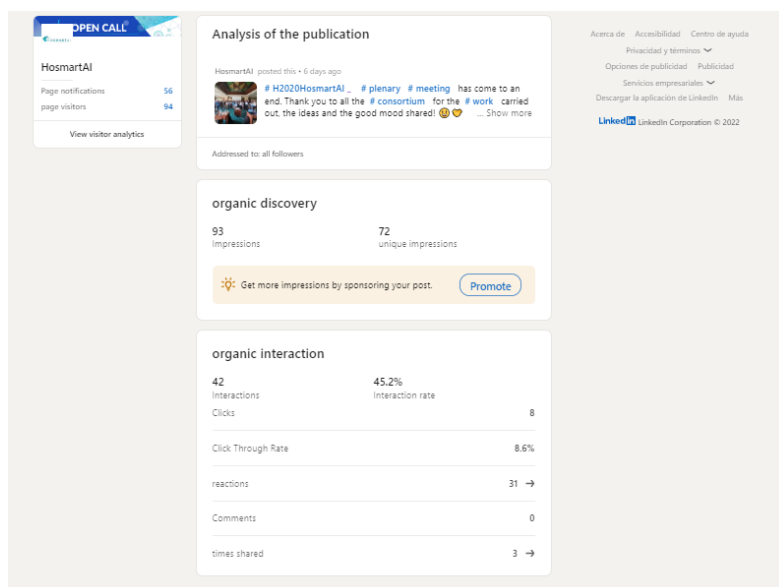 OPEN CALL
HosmartAI
Page notifications 56
page visitors 94
View visitor analytics
Analysis of the publication
HosmartAI posted this • 6 days ago
# H2020HosmartAI _ # plenary # meeting has come to an
end. Thank you to all the # consortium for the # work carried
out, the ideas and the good mood shared! ... Show more
Addressed to: all followers
organic discovery
93 72
Impressions unique impressions
Get more impressions by sponsoring your post. Promote
organic interaction
42 45.2%
Interactions Interaction rate
Clicks 8
Click Through Rate 8.6%
reactions 31 →
Comments 0
times shared 3 →
Acerca de Accesibilidad Centro de ayuda
Privacidad y términos
Opciones de publicidad Publicidad
Servicios empresariales
Descargar la aplicación de LinkedIn Más
Linked in LinkedIn Corporation © 2022